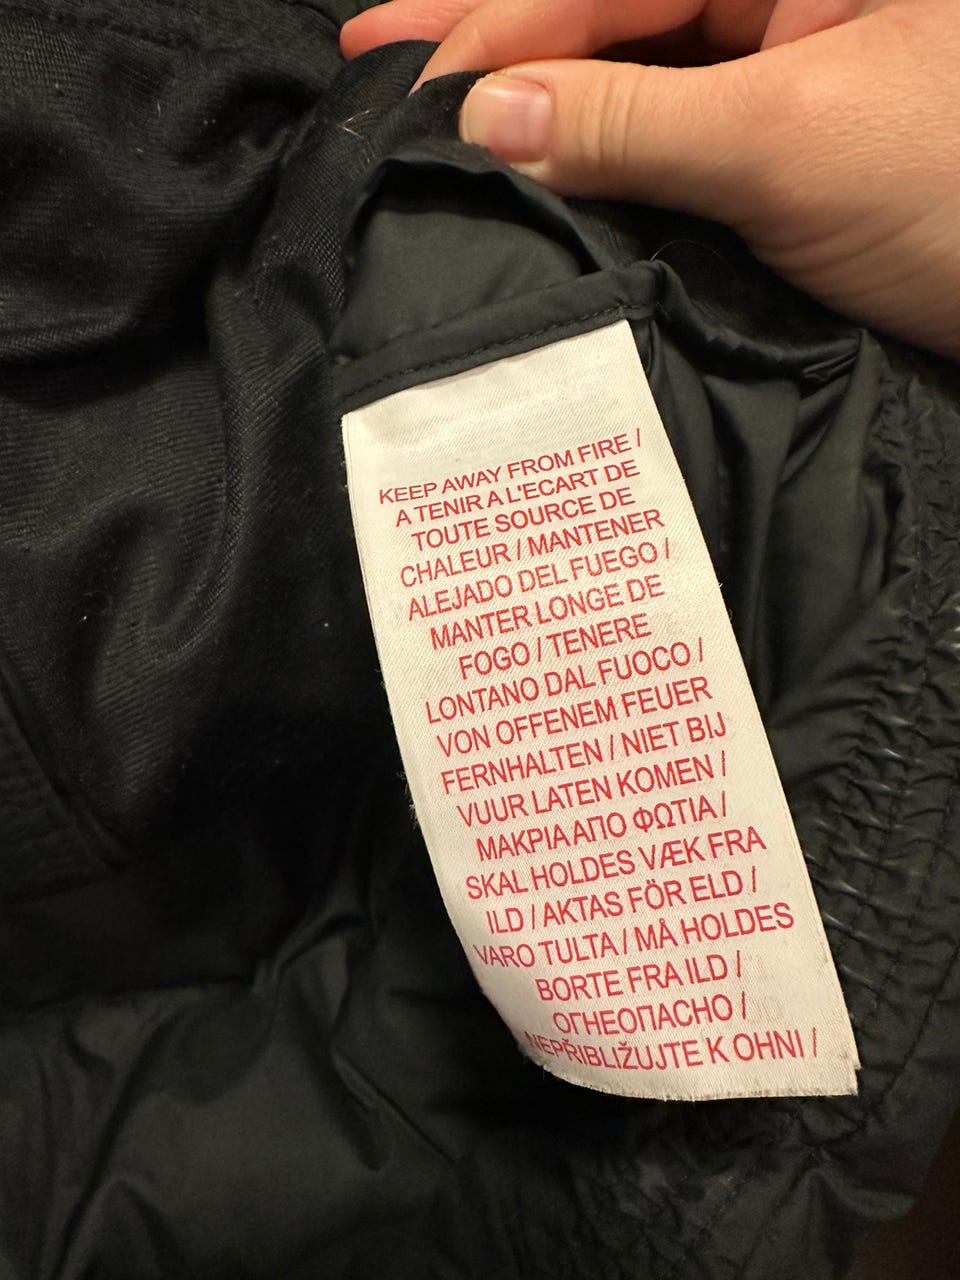 KEEP AWAY FROM FIRE /
A TENIR A L'ECART DE
TOUTE SOURCE DE
CHALEUR / MANTENER
ALEJADO DEL FUEGO /
MANTER LONGE DE
FOGO / TENERE
LONTANO DAL FUOCO /
VON OFFENEM FEUER
FERNHALTEN / NIET BIJ
VUUR LATEN KOMEN /
ΜΑΚΡΙΑ ΑΠΟ ΦΩΤΙΑ /
SKAL HOLDES VÆK FRA
ILD / AKTAS FÖR ELD /
VARO TULTA / MÅ HOLDES
BORTE FRA ILD /
ОГНЕОПАСНО /
NEPŘIBLIŽUJTE K OHNI /